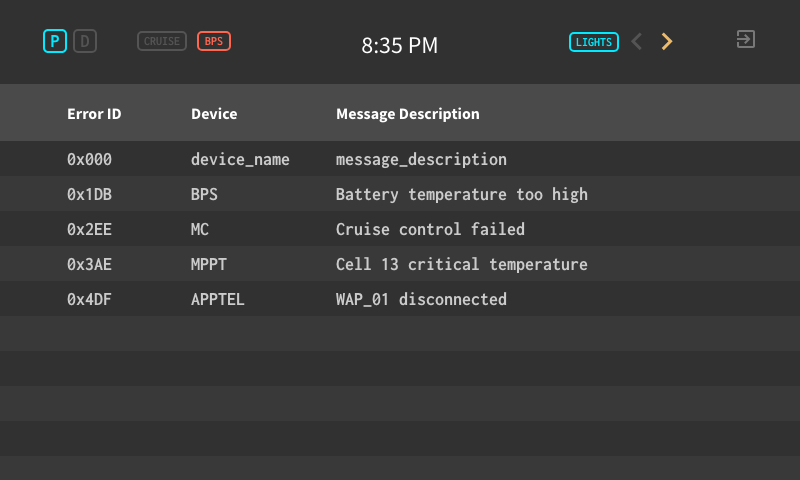 P D CRUISE BPS 8:35 PM LIGHTS
Error ID Device Message Description
0x000 device_name message_description
0x1DB BPS Battery temperature too high
0x2EE MC Cruise control failed
0x3AE MPPT Cell 13 critical temperature
0x4DF APPTEL WAP_01 disconnected